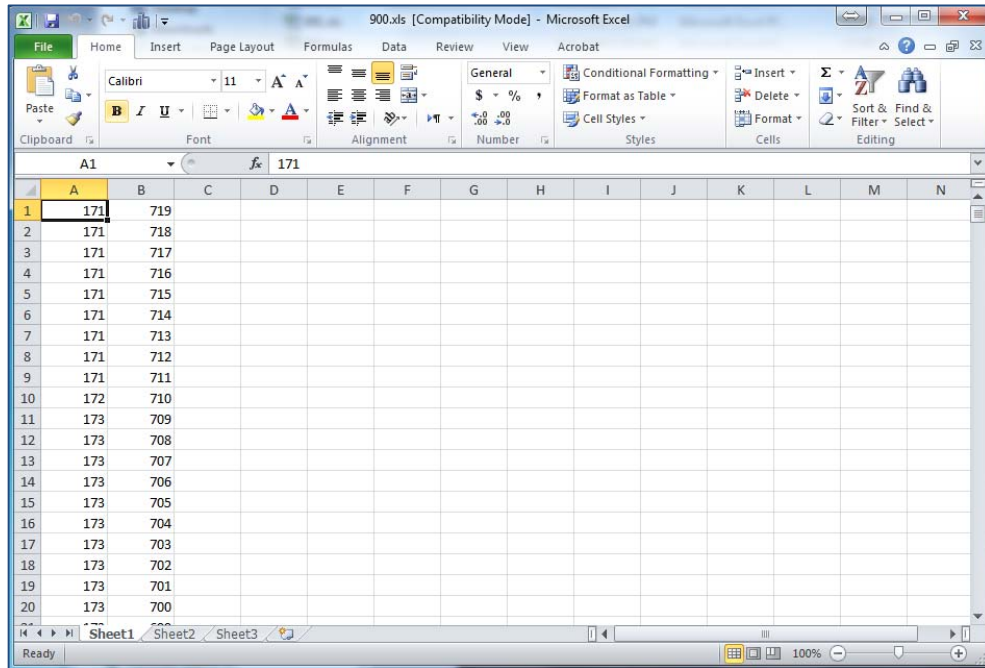 900.xls [Compatibility Mode] - Microsoft Excel
File Home Insert Page Layout Formulas Data Review View Acrobat
Calibri 11 A A General Conditional Formatting Insert Σ
Paste B I U A $ % , Format as Table Delete Sort & Find &
Cell Styles Format Filter Select
Clipboard Font Alignment Number Styles Cells Editing
A1 fx 171
A B C D E F G H I J K L M N
1 171 719
2 171 718
3 171 717
4 171 716
5 171 715
6 171 714
7 171 713
8 171 712
9 171 711
10 172 710
11 173 709
12 173 708
13 173 707
14 173 706
15 173 705
16 173 704
17 173 703
18 173 702
19 173 701
20 173 700
Sheet1 Sheet2 Sheet3
Ready 100%